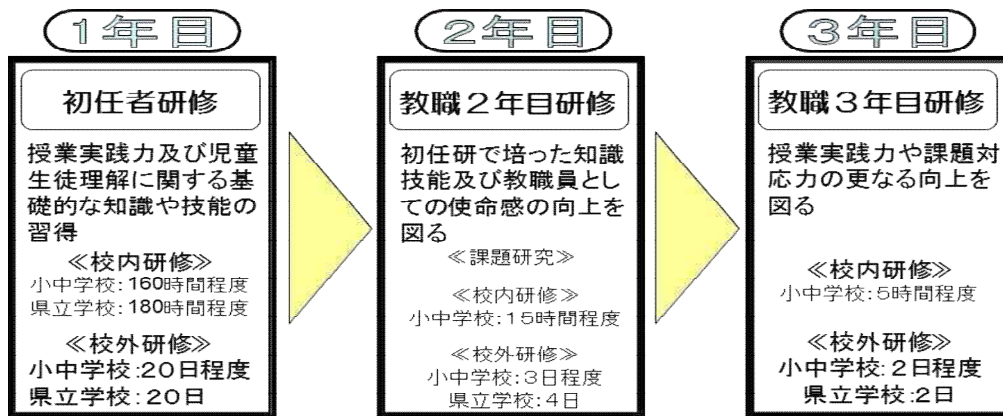 1年目
初任者研修
授業実践力及び児童
生徒理解に関する基
礎的な知識や技能の
習得
≪校内研修≫
小中学校:160時間程度
県立学校:180時間程度
≪校外研修≫
小中学校:20日程度
県立学校:20日
2年目
教職2年目研修
初任研で培った知識
技能及び教職員とし
ての使命感の向上を
図る
≪課題研究≫
≪校内研修≫
小中学校:15時間程度
≪校外研修≫
小中学校:3日程度
県立学校:4日
3年目
教職3年目研修
授業実践力や課題対
応力の更なる向上を
図る
≪校内研修≫
小中学校:5時間程度
≪校外研修≫
小中学校:2日程度
県立学校:2日